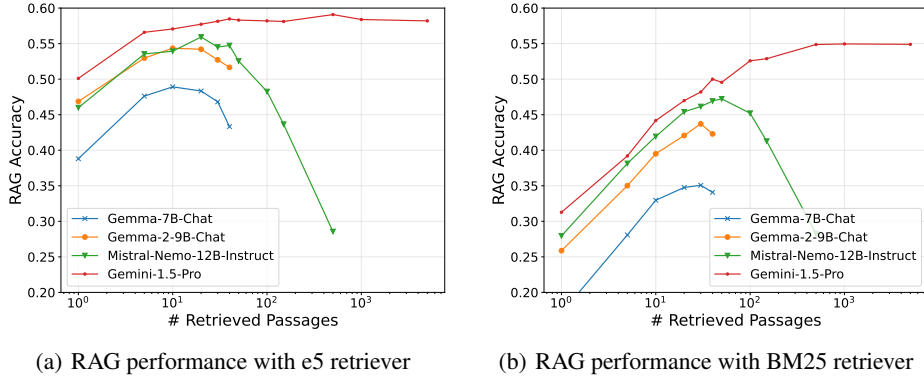 0.60
0.55
0.50
0.45
0.40
0.35
0.30
0.25
0.20
RAG Accuracy
Gemma-7B-Chat
Gemma-2-9B-Chat
Mistral-Nemo-12B-Instruct
Gemini-1.5-Pro
10⁰ 10¹ 10² 10³
# Retrieved Passages
(a) RAG performance with e5 retriever
0.60
0.55
0.50
0.45
0.40
0.35
0.30
0.25
0.20
RAG Accuracy
Gemma-7B-Chat
Gemma-2-9B-Chat
Mistral-Nemo-12B-Instruct
Gemini-1.5-Pro
10⁰ 10¹ 10² 10³
# Retrieved Passages
(b) RAG performance with BM25 retriever